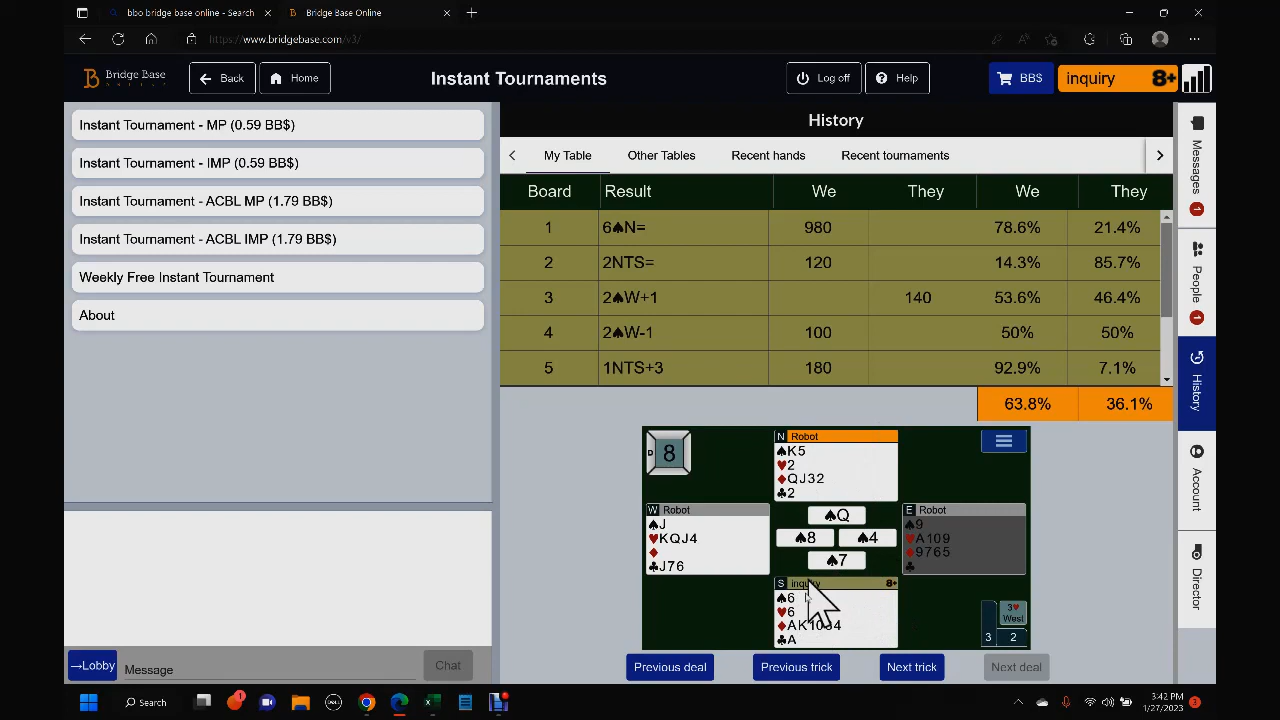 bbo bridge base online - Search
Bridge Base Online
https://www.bridgebase.com/v3/
Bridge Base
Back
Home
Instant Tournaments
Log off
Help
BB$
inquiry 8+
Instant Tournament - MP (0.59 BB$)
Instant Tournament - IMP (0.59 BB$)
Instant Tournament - ACBL MP (1.79 BB$)
Instant Tournament - ACBL IMP (1.79 BB$)
Weekly Free Instant Tournament
About
History
My Table Other Tables Recent hands Recent tournaments
Board Result We They We They
1 6♠N= 980 78.6% 21.4%
2 2NTS= 120 14.3% 85.7%
3 2♠W+1 140 53.6% 46.4%
4 2♠W-1 100 50% 50%
5 1NTS+3 180 92.9% 7.1%
63.8% 36.1%
D 8
N Robot
♠K5
♥2
♦QJ32
♣2
W Robot
♠J
♥KQJ4
♦
♣J76
♠Q
♠8 ♠4
♠7
E Robot
♠9
♥A109
♦9765
♣
S inquiry 8+
♠6
♥6
♦AK1084
♣A
3♥
West
3 2
Previous deal
Previous trick
Next trick
Next deal
→Lobby
Message
Chat
Messages 1
People 1
History
Account
Director
Search
3:42 PM
1/27/2023